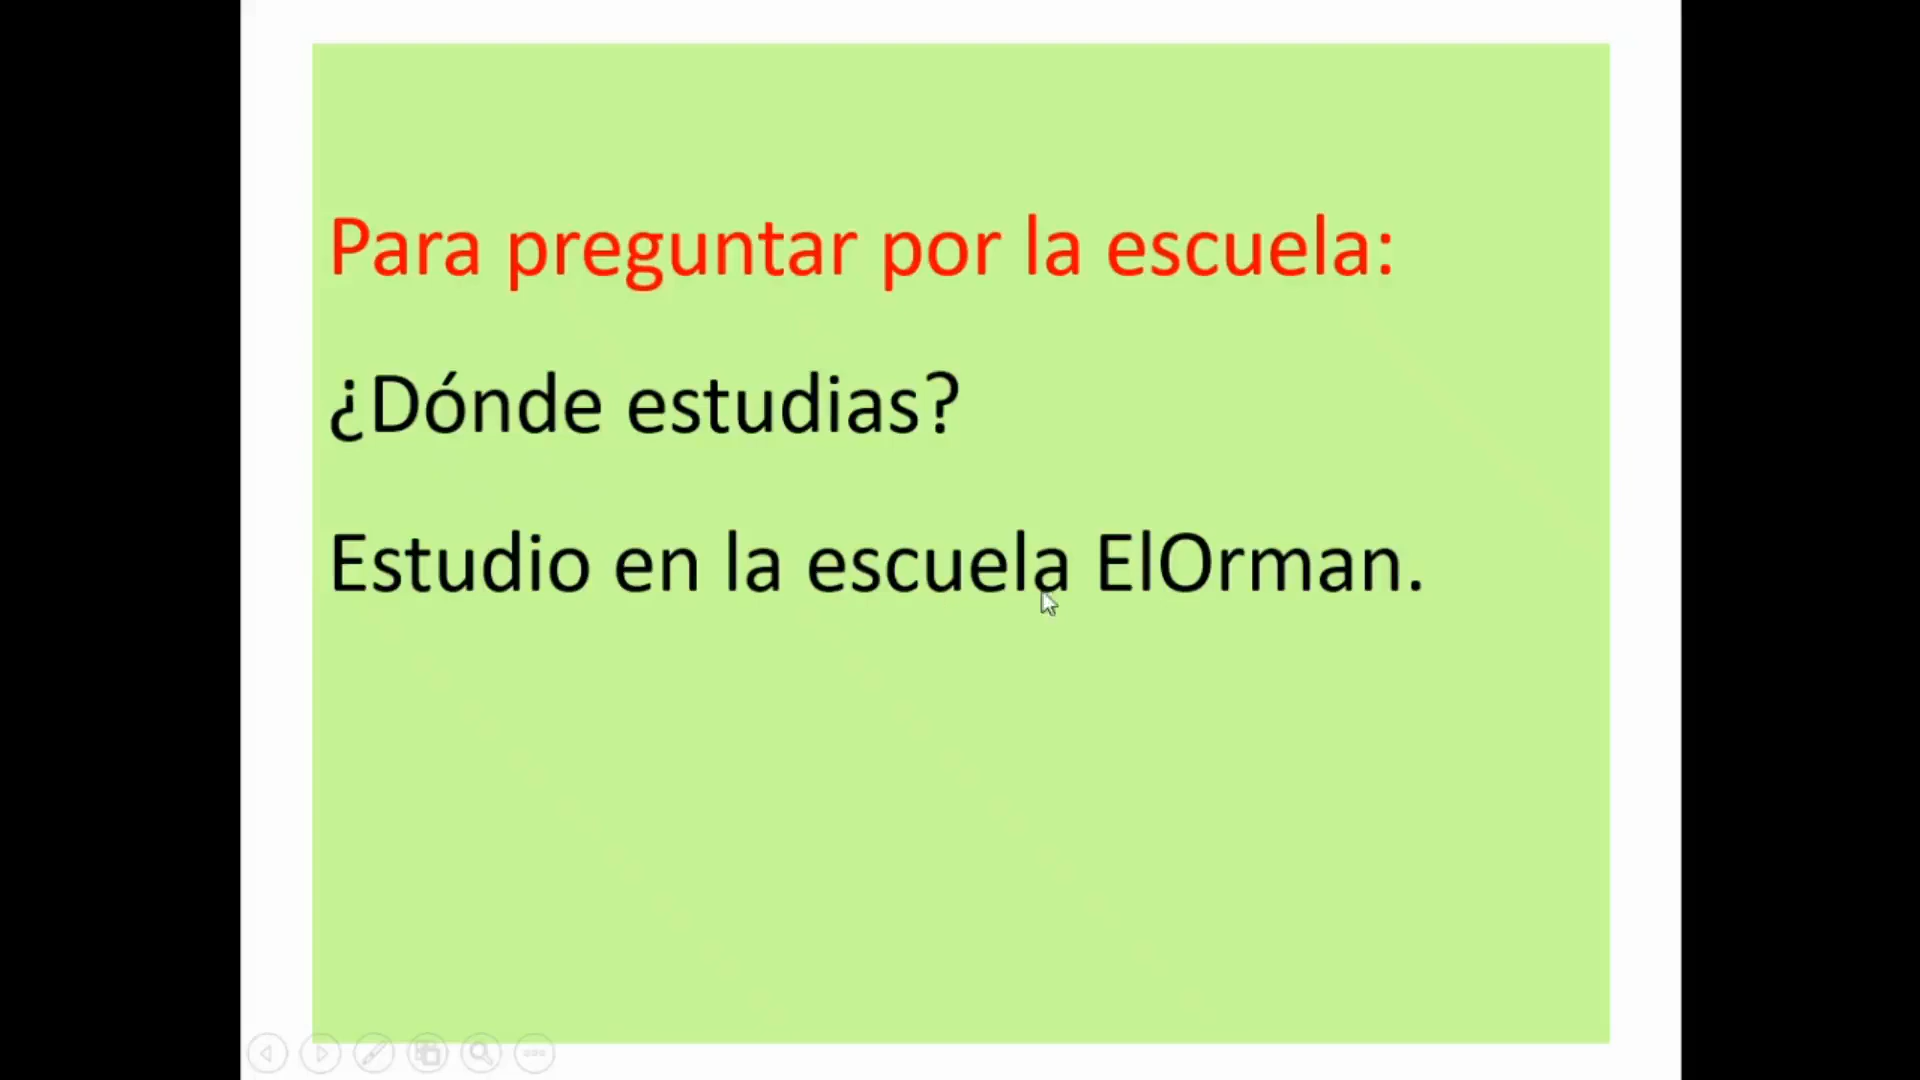 Para preguntar por la escuela:
¿Dónde estudias?
Estudio en la escuela ElOrman.